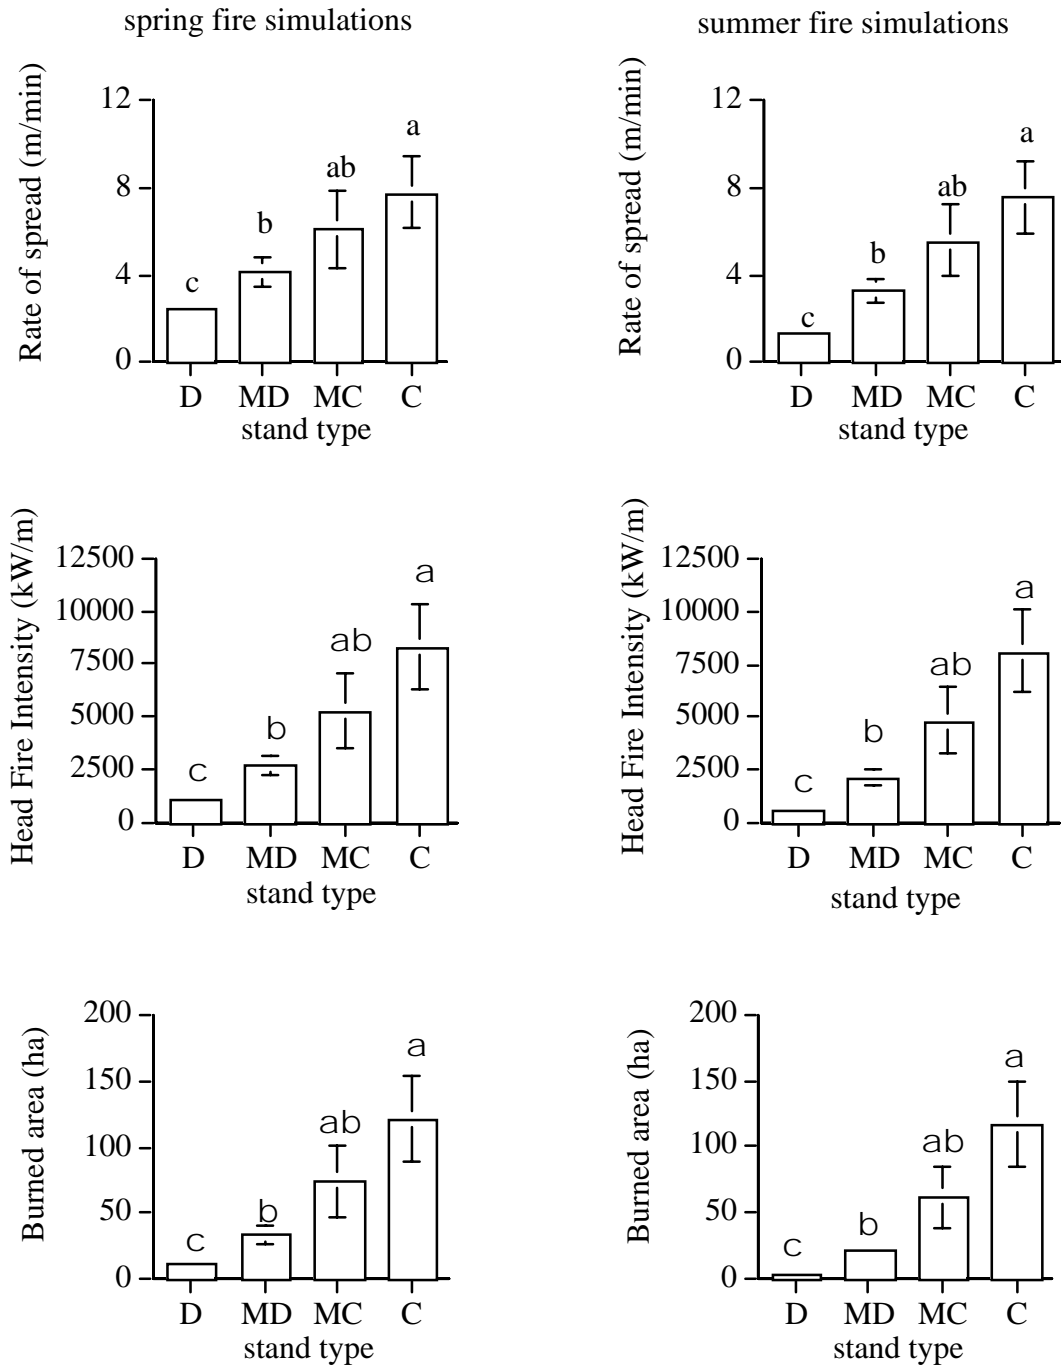 spring fire simulations
summer fire simulations
Rate of spread (m/min)
12
8
4
0
c
b
ab
a
D MD MC C
stand type
Rate of spread (m/min)
12
8
4
0
c
b
ab
a
D MD MC C
stand type
Head Fire Intensity (kW/m)
12500
10000
7500
5000
2500
0
c
b
ab
a
D MD MC C
stand type
Head Fire Intensity (kW/m)
12500
10000
7500
5000
2500
0
c
b
ab
a
D MD MC C
stand type
Burned area (ha)
200
150
100
50
0
c
b
ab
a
D MD MC C
stand type
Burned area (ha)
200
150
100
50
0
c
b
ab
a
D MD MC C
stand type